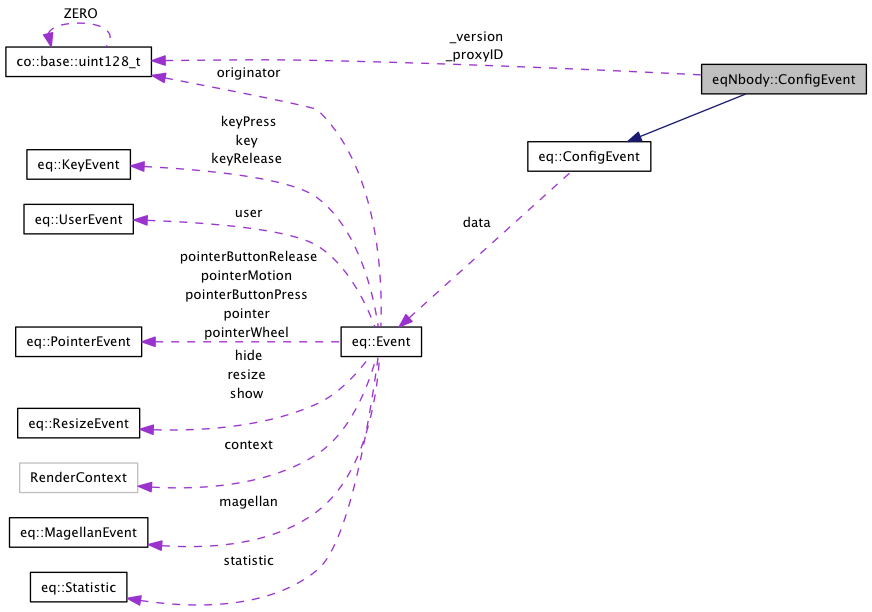 ZERO
co::base::uint128_t
_version
_proxyID
eqNbody::ConfigEvent
originator
keyPress
key
keyRelease
eq::KeyEvent
eq::ConfigEvent
user
eq::UserEvent
data
pointerButtonRelease
pointerMotion
pointerButtonPress
pointer
pointerWheel
eq::PointerEvent
eq::Event
hide
resize
show
eq::ResizeEvent
context
RenderContext
magellan
eq::MagellanEvent
statistic
eq::Statistic